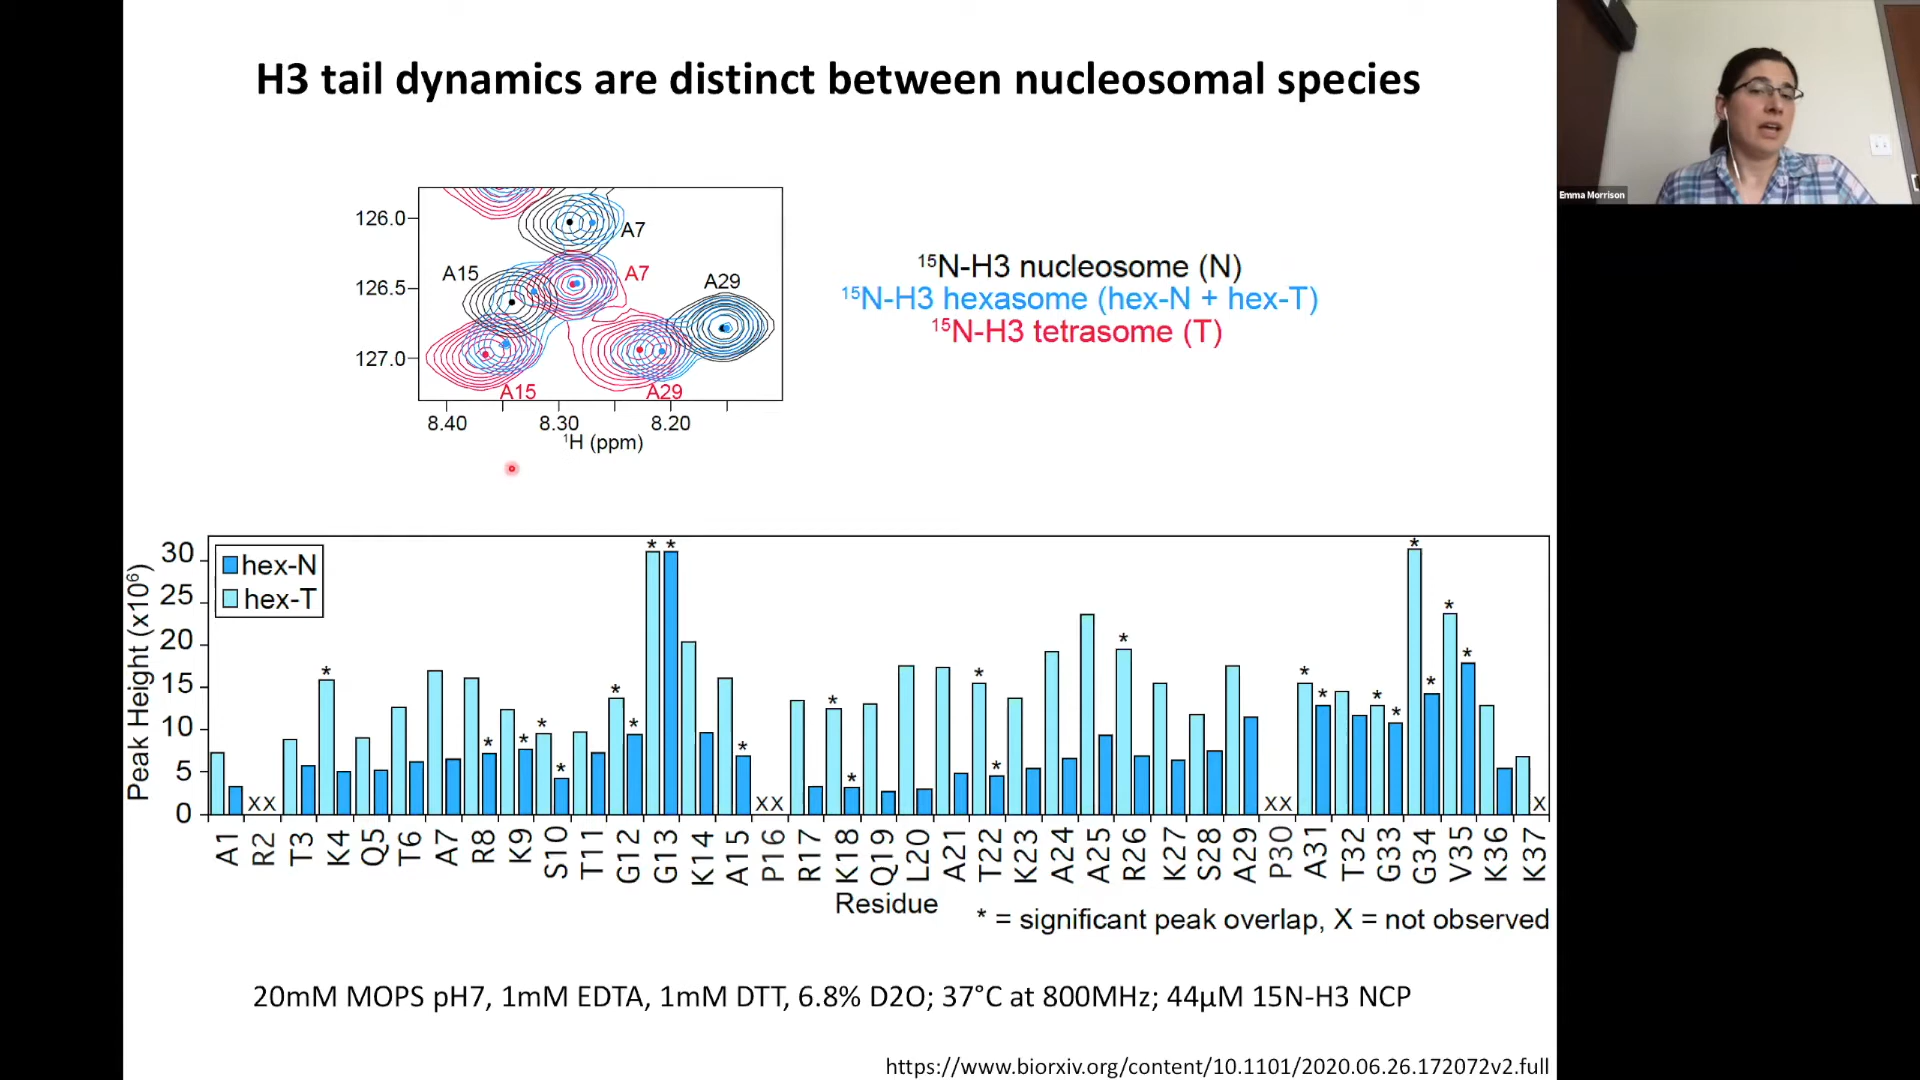 H3 tail dynamics are distinct between nucleosomal species
Emma Morrison
126.0
126.5
127.0
A7
A15
A7
A29
A15
A29
8.40
8.30
8.20
¹H (ppm)
¹⁵N-H3 nucleosome (N)
¹⁵N-H3 hexasome (hex-N + hex-T)
¹⁵N-H3 tetrasome (T)
Peak Height (x10⁶)
30
25
20
15
10
5
0
hex-N
hex-T
* * * * * * * * * * * * * * * * * * * * * * * * *
XX XX XX X
A1 R2 T3 K4 Q5 T6 A7 R8 K9 S10 T11 G12 G13 K14 A15 P16 R17 K18 Q19 L20 A21 T22 K23 A24 A25 R26 K27 S28 A29 P30 A31 T32 G33 G34 V35 K36 K37
Residue
* = significant peak overlap, X = not observed
20mM MOPS pH7, 1mM EDTA, 1mM DTT, 6.8% D2O; 37°C at 800MHz; 44µM 15N-H3 NCP
https://www.biorxiv.org/content/10.1101/2020.06.26.172072v2.full